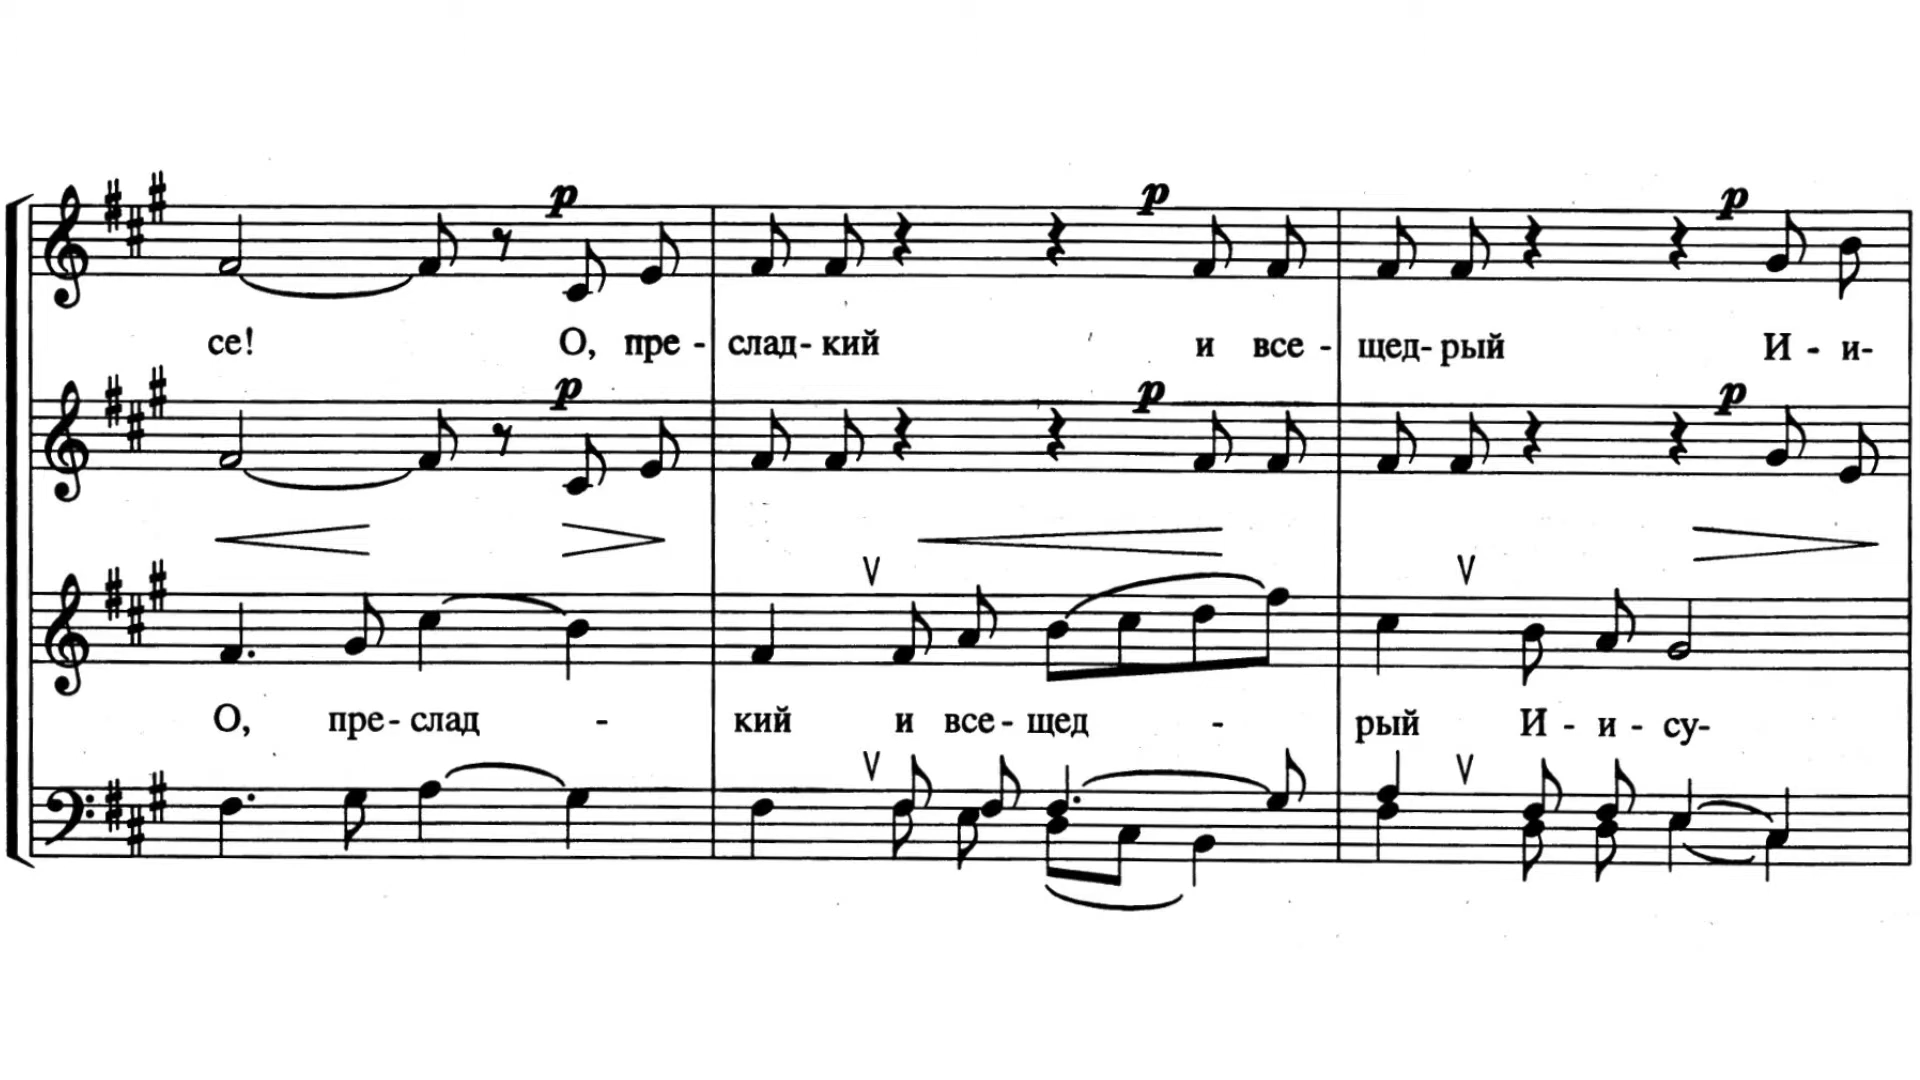 p
се! О, пре - слад - кий и все - щед - рый И - и-
p p p
О, пре - слад - кий и все - щед - рый И - и - су-